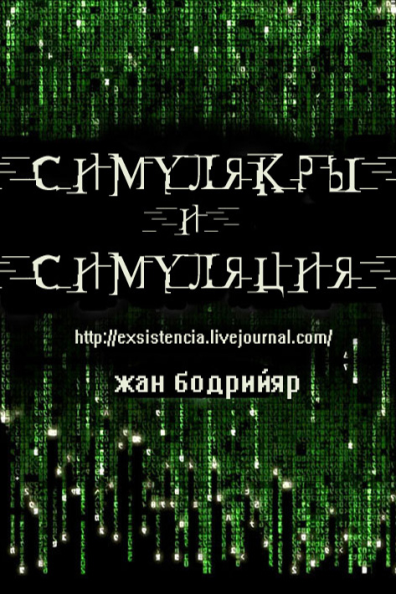 СИМУЛЯКРЫ
И
СИМУЛЯЦИЯ
http://exsistencia.livejournal.com/
жан бодрийяр